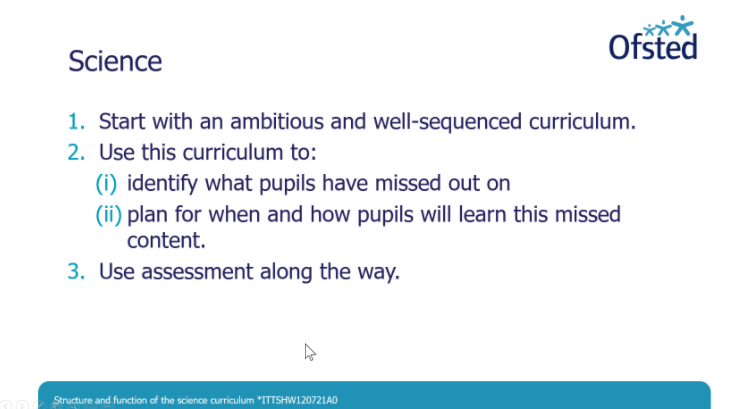 Ofsted
Science
1. Start with an ambitious and well-sequenced curriculum.
2. Use this curriculum to:
(i) identify what pupils have missed out on
(ii) plan for when and how pupils will learn this missed
content.
3. Use assessment along the way.
Structure and function of the science curriculum *ITTSHW120721A0